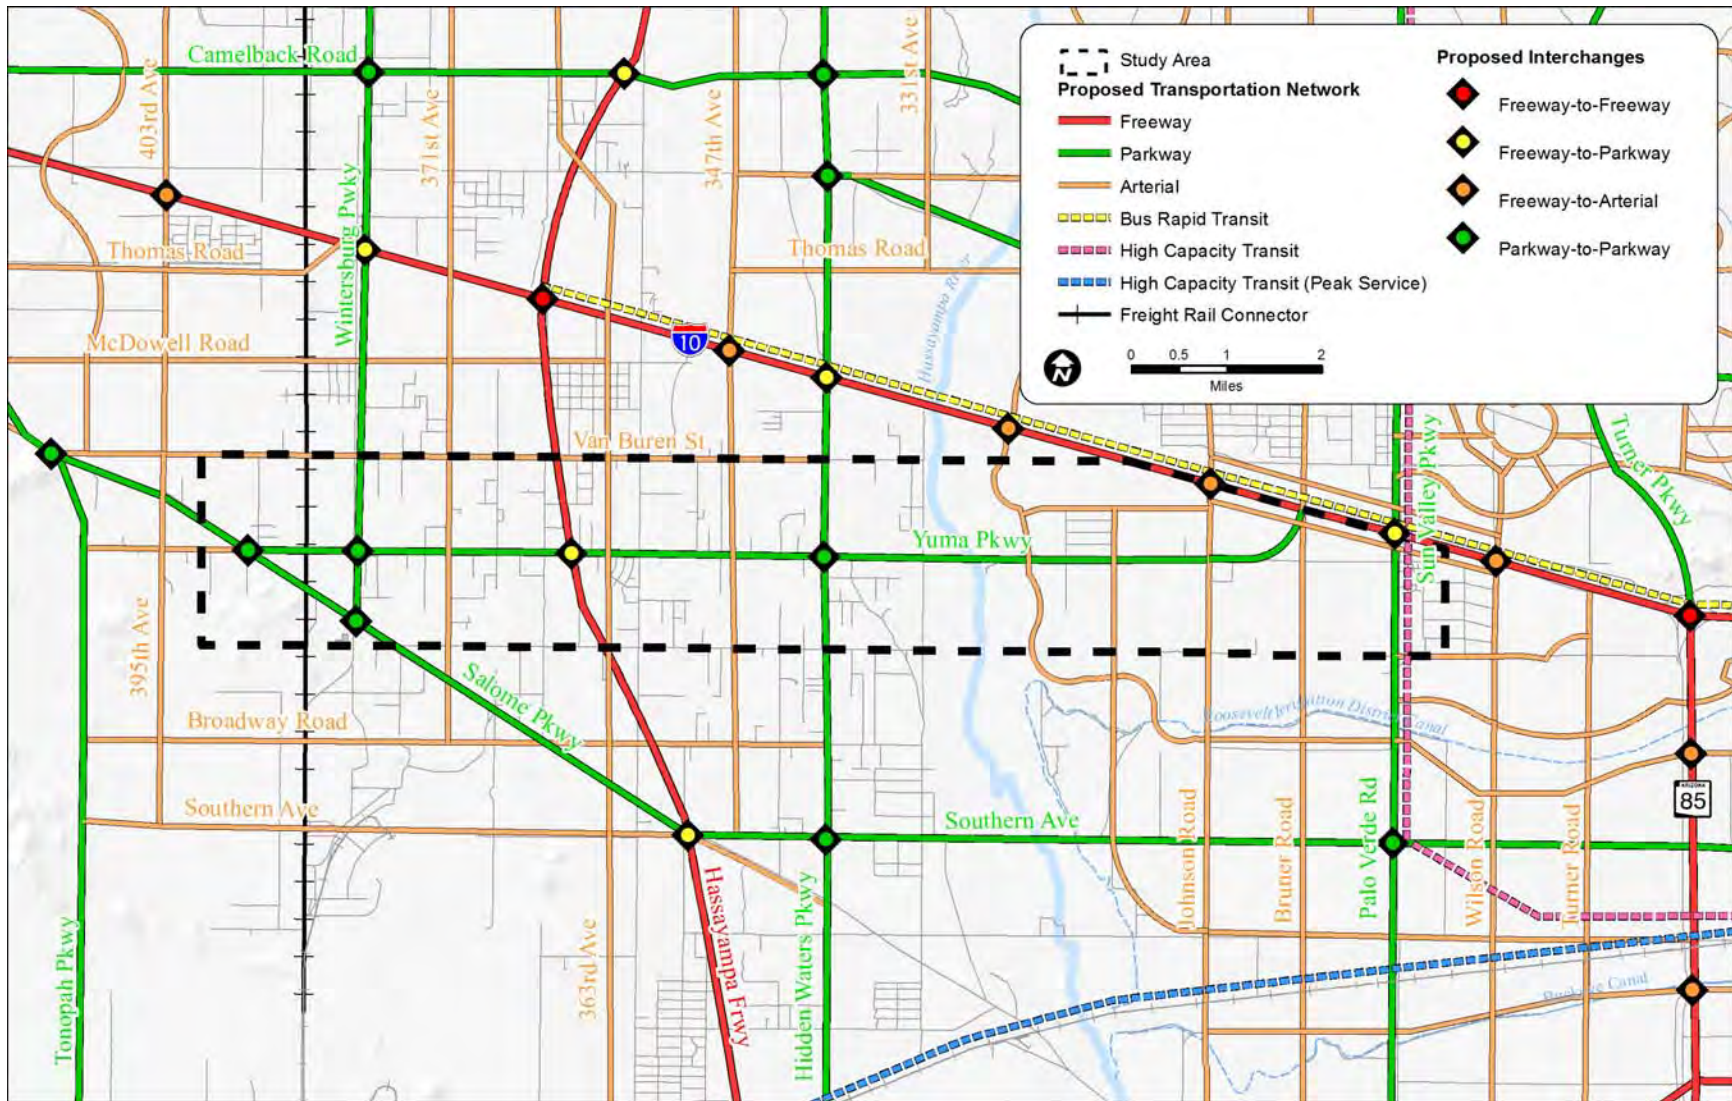 Camelback Road
403rd Ave
371st Ave
347th Ave
331st Ave
Wintersburg Pwky
Thomas Road
Thomas Road
McDowell Road
10
Hassayampa River
Van Buren St
Yuma Pkwy
Sun Valley Pkwy
Turner Pkwy
395th Ave
Salome Pkwy
Broadway Road
Southern Ave
Southern Ave
Canal
Tonopah Pkwy
363rd Ave
Hassayampa Frwy
Hidden Waters Pkwy
Johnson Road
Bruner Road
Palo Verde Rd
Wilson Road
Turner Road
ARIZONA
85
Canal
Study Area
Proposed Transportation Network
Freeway
Parkway
Arterial
Bus Rapid Transit
High Capacity Transit
High Capacity Transit (Peak Service)
Freight Rail Connector
N
0 0.5 1 2
Miles
Proposed Interchanges
Freeway-to-Freeway
Freeway-to-Parkway
Freeway-to-Arterial
Parkway-to-Parkway